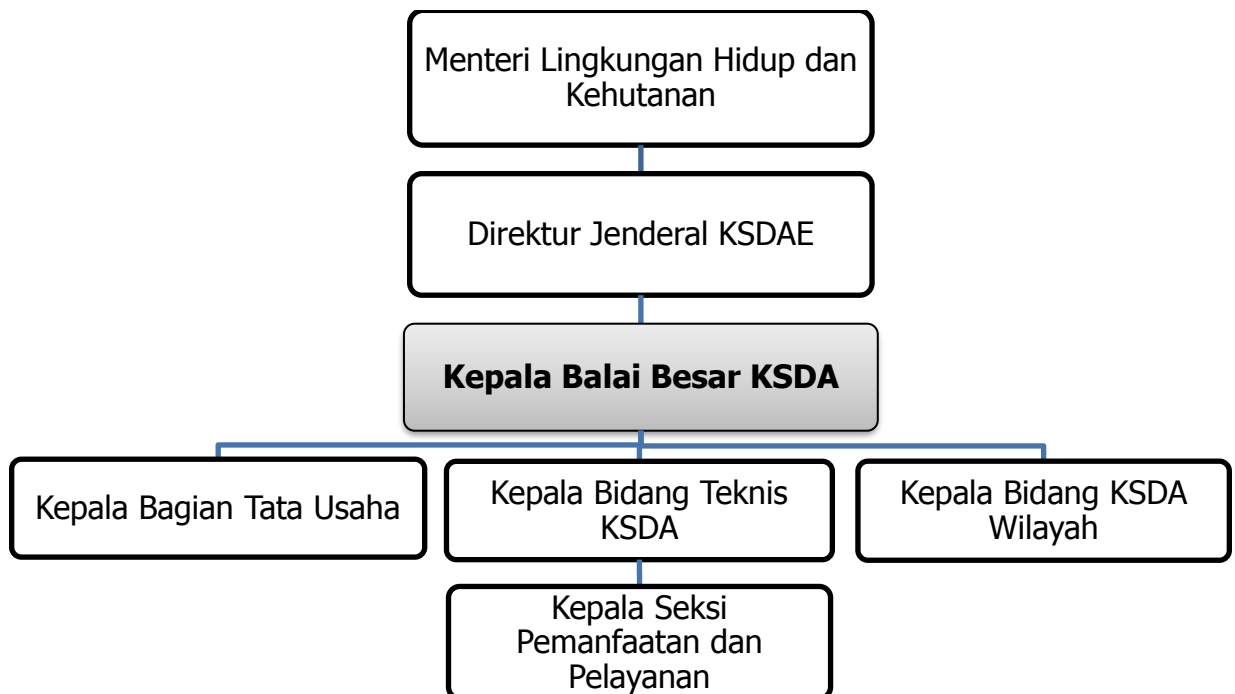 Menteri Lingkungan Hidup dan
Kehutanan
Direktur Jenderal KSDAE
Kepala Balai Besar KSDA
Kepala Bagian Tata Usaha
Kepala Bidang Teknis
KSDA
Kepala Bidang KSDA
Wilayah
Kepala Seksi
Pemanfaatan dan
Pelayanan